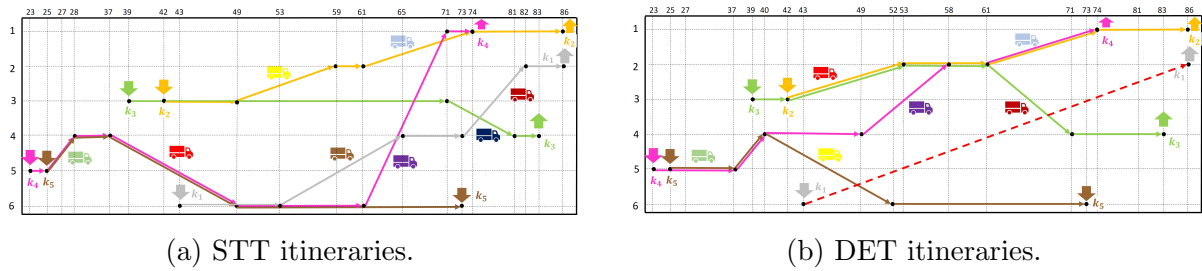 23 25 27 28 37 39 42 43 49 53 59 61 65 71 73 74 81 82 83 86
1
2
3
4
5
6
k₄
k₅
k₃
k₂
k₁
k₅
k₄
k₁
k₂
k₃
(a) STT itineraries.
23 25 27 37 39 40 42 43 49 52 53 59 61 71 73 74 81 83 86
1
2
3
4
5
6
k₄
k₅
k₃
k₂
k₁
k₅
k₄
k₂
k₁
k₃
(b) DET itineraries.